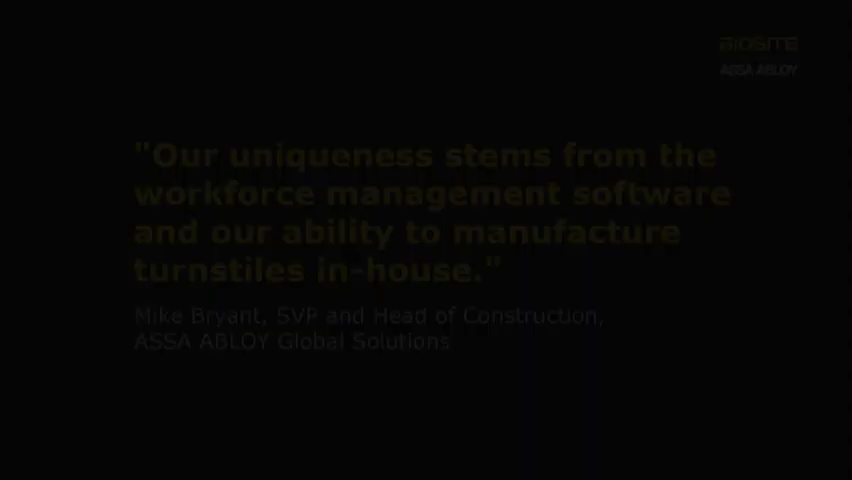 BIOSITE
ASSA ABLOY
"Our uniqueness stems from the
workforce management software
and our ability to manufacture
turnstiles in-house."
Mike Bryant, SVP and Head of Construction,
ASSA ABLOY Global Solutions